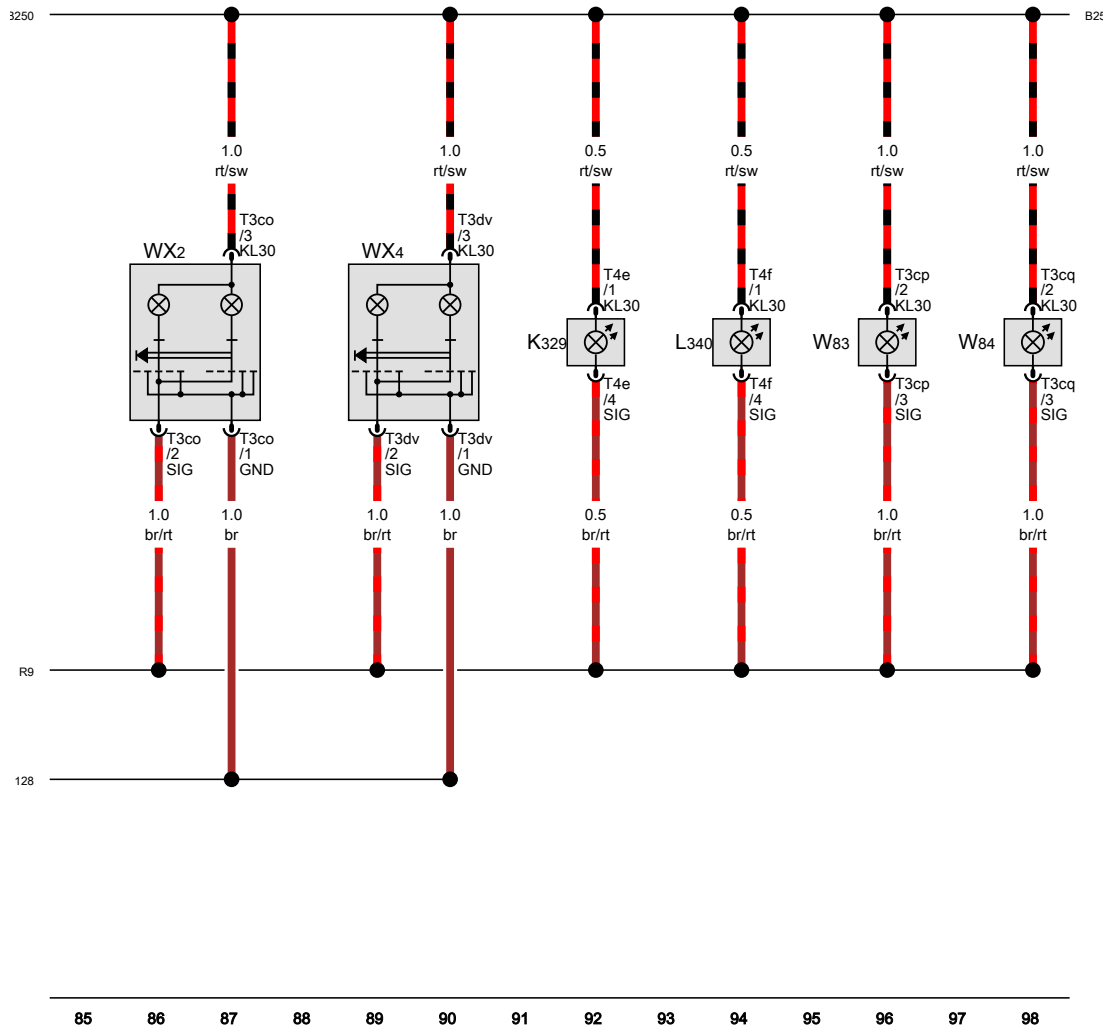 1.0
rt/sw
1.0
rt/sw
0.5
rt/sw
0.5
rt/sw
1.0
rt/sw
1.0
rt/sw
WX2
T3co
/3
KL30
WX4
T3dv
/3
KL30
T4e
/1
KL30
T4f
/1
KL30
T3cp
/2
KL30
T3cq
/2
KL30
K329
L340
W83
W84
T4e
/4
SIG
T4f
/4
SIG
T3cp
/3
SIG
T3cq
/3
SIG
T3co
/2
SIG
T3co
/1
GND
T3dv
/2
SIG
T3dv
/1
GND
1.0
br/rt
1.0
br
1.0
br/rt
1.0
br
0.5
br/rt
0.5
br/rt
1.0
br/rt
1.0
br/rt
R9
128
85 86 87 88 89 90 91 92 93 94 95 96 97 98